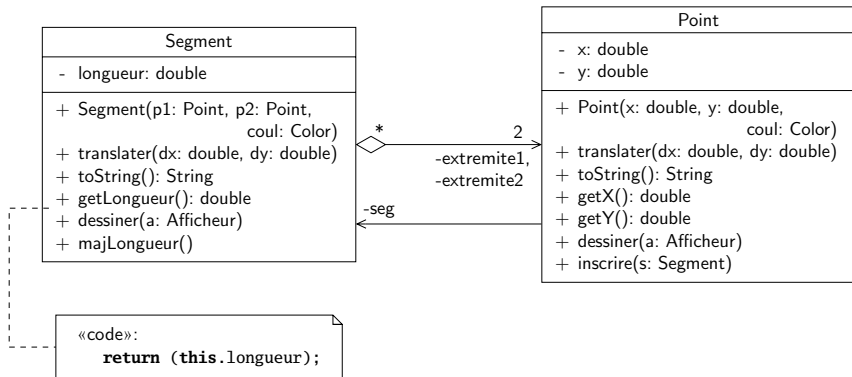 Segment
- longueur: double
+ Segment(p1: Point, p2: Point,
coul: Color)
+ translater(dx: double, dy: double)
+ toString(): String
+ getLongueur(): double
+ dessiner(a: Afficheur)
+ majLongueur()
* 2
-extremite1,
-extremite2
-seg
Point
- x: double
- y: double
+ Point(x: double, y: double,
coul: Color)
+ translater(dx: double, dy: double)
+ toString(): String
+ getX(): double
+ getY(): double
+ dessiner(a: Afficheur)
+ inscrire(s: Segment)
«code»:
return (this.longueur);